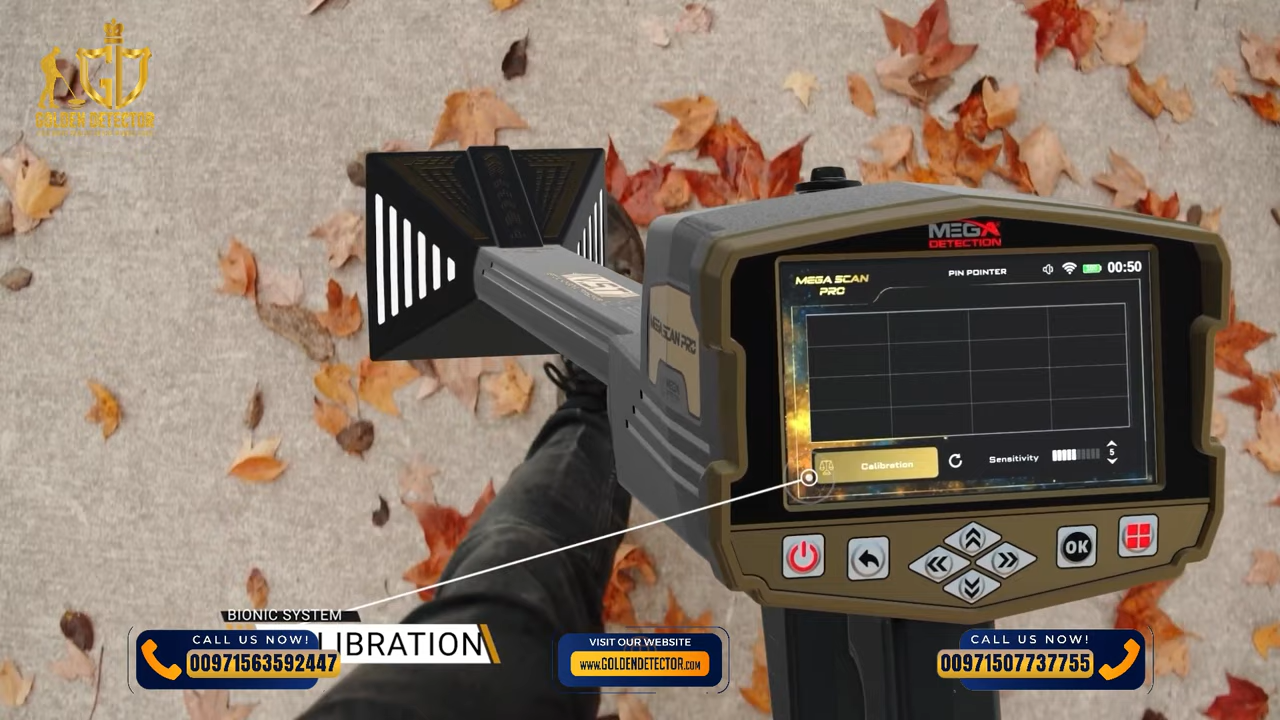 GOLDEN DETECTOR
MEGA
DETECTION
MEGA SCAN
PRO
PIN POINTER
00:50
MEGA SCAN PRO
Calibration
Sensitivity
5
OK
BIONIC SYSTEM
LIBRATION
CALL US NOW!
00971563592447
VISIT OUR WEBSITE
WWW.GOLDENDETECTOR.COM
CALL US NOW!
00971507737755